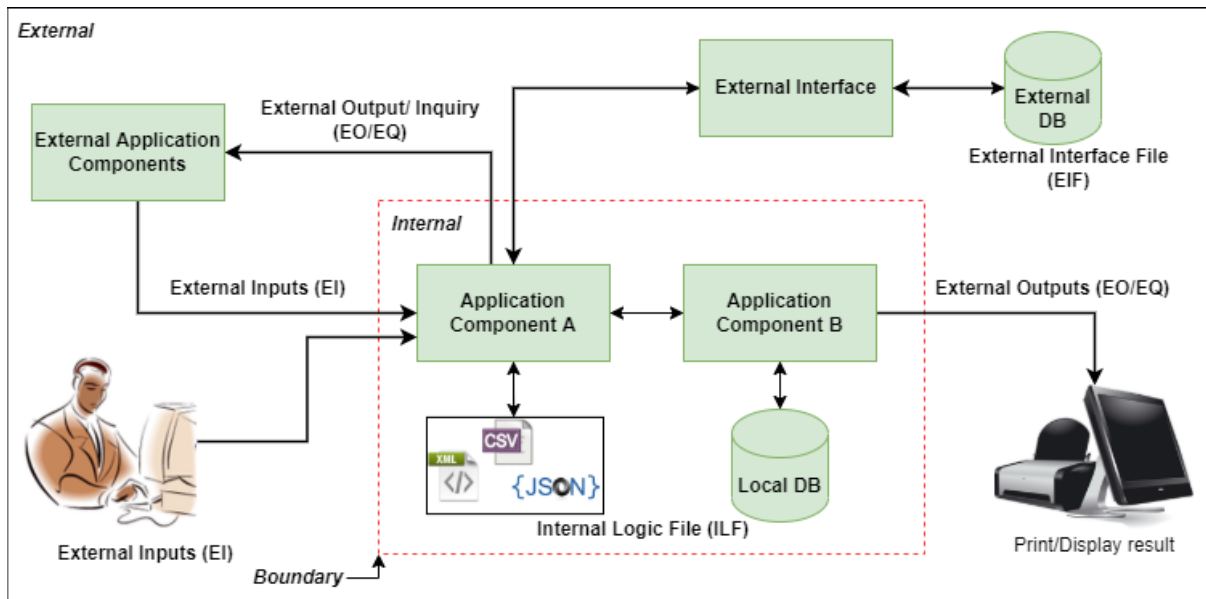 External
External Output/ Inquiry
(EO/EQ)
External Application
Components
External Interface
External
DB
External Interface File
(EIF)
Internal
External Inputs (EI)
Application
Component A
Application
Component B
External Outputs (EO/EQ)
CSV
XML
</>
{JSON}
Local DB
Internal Logic File (ILF)
External Inputs (EI)
Boundary
Print/Display result